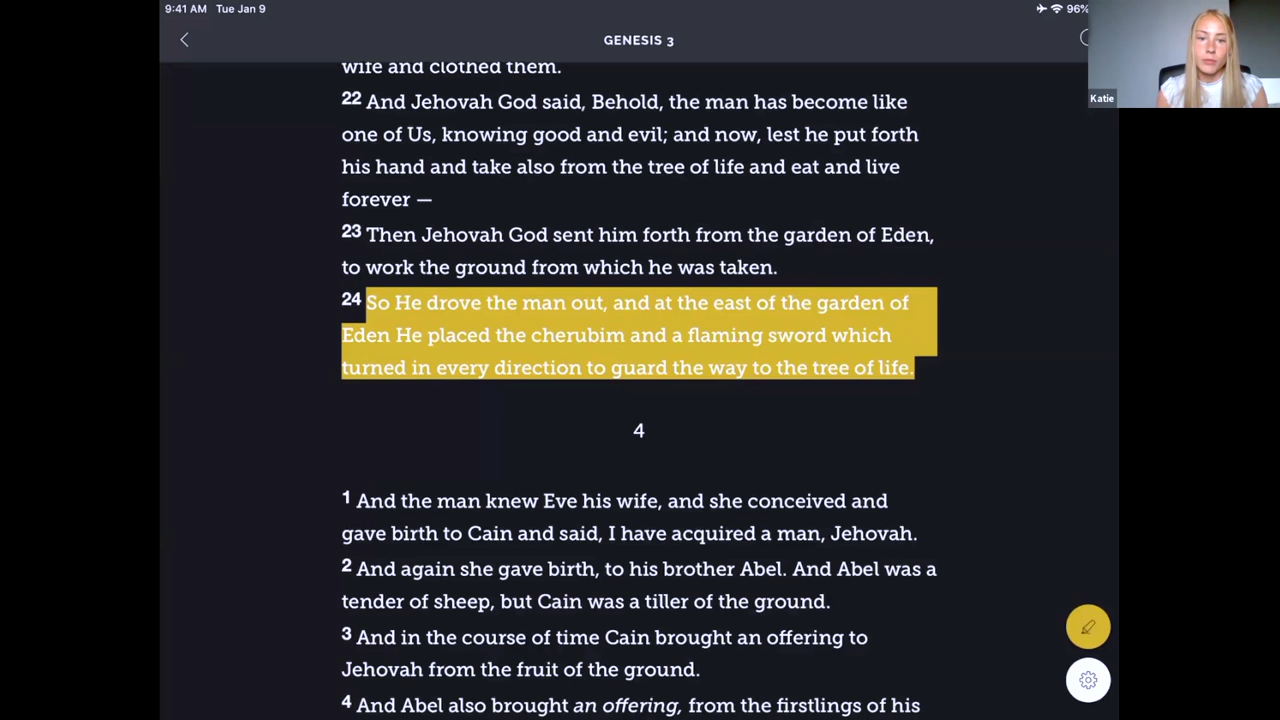 9:41 AM Tue Jan 9
96%
GENESIS 3
Katie
wife and clothed them.
22 And Jehovah God said, Behold, the man has become like
one of Us, knowing good and evil; and now, lest he put forth
his hand and take also from the tree of life and eat and live
forever —
23 Then Jehovah God sent him forth from the garden of Eden,
to work the ground from which he was taken.
24 So He drove the man out, and at the east of the garden of
Eden He placed the cherubim and a flaming sword which
turned in every direction to guard the way to the tree of life.
4
1 And the man knew Eve his wife, and she conceived and
gave birth to Cain and said, I have acquired a man, Jehovah.
2 And again she gave birth, to his brother Abel. And Abel was a
tender of sheep, but Cain was a tiller of the ground.
3 And in the course of time Cain brought an offering to
Jehovah from the fruit of the ground.
4 And Abel also brought an offering, from the firstlings of his